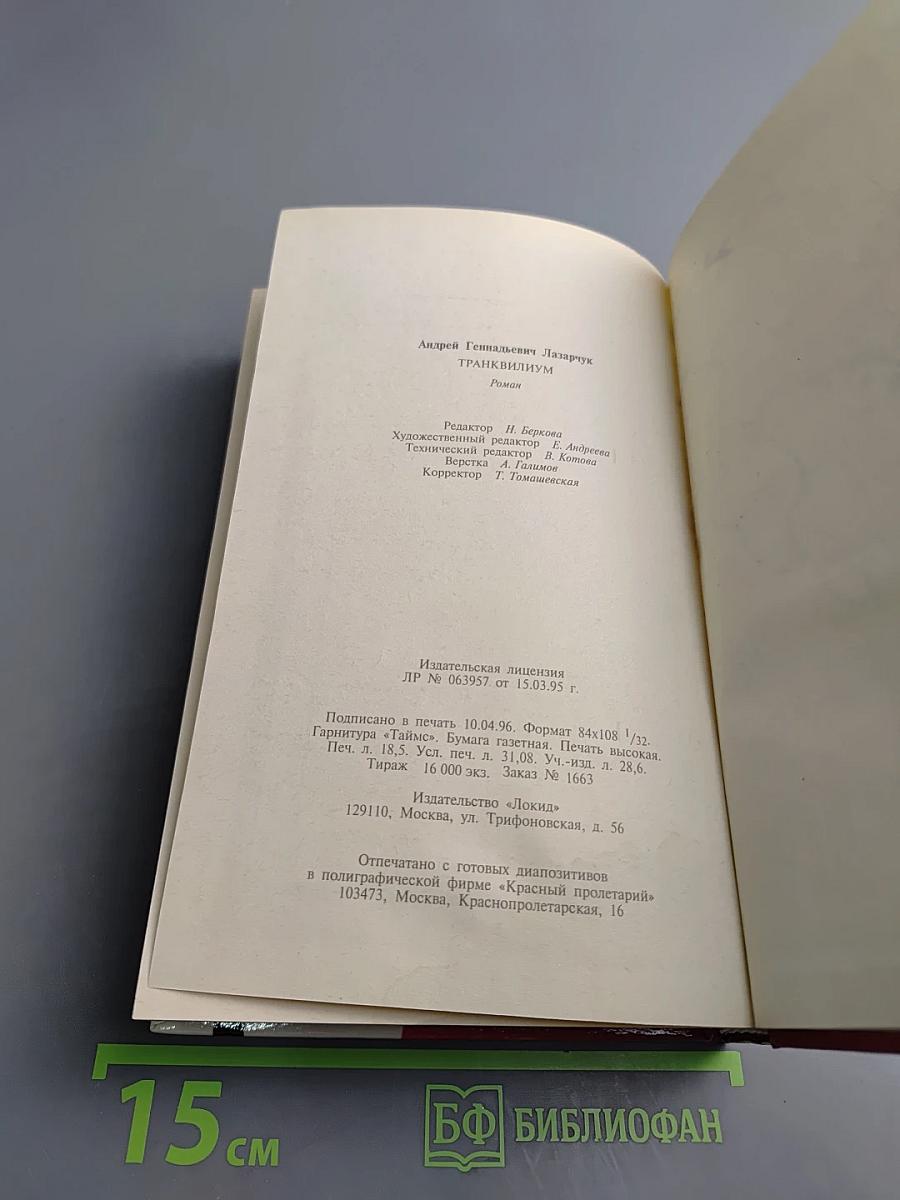 Андрей Геннадьевич Лазарчук
ТРАНКВИЛИУМ
Роман
Редактор Н. Беркова
Художественный редактор Е. Андреева
Технический редактор В. Котова
Верстка А. Галимов
Корректор Т. Томашевская
Издательская лицензия
ЛР № 063957 от 15.03.95 г.
Подписано в печать 10.04.96. Формат 84х108 1/32.
Гарнитура «Таймс». Бумага газетная. Печать высокая.
Печ. л. 18,5. Усл. печ. л. 31,08. Уч.-изд. л. 28,6.
Тираж 16 000 экз. Заказ № 1663
Издательство «Локид»
129110, Москва, ул. Трифоновская, д. 56
Отпечатано с готовых диапозитивов
в полиграфической фирме «Красный пролетарий»
103473, Москва, Краснопролетарская, 16
15 см
БФ БИБЛИОФАН